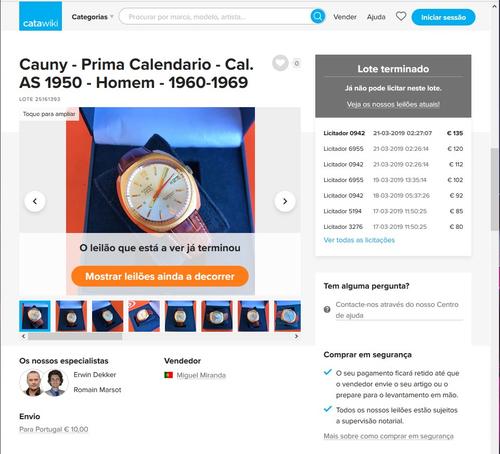 catawiki
Categorias
Procurar por marca, modelo, artista...
Vender
Ajuda
Iniciar sessão
Cauny - Prima Calendario - Cal.
AS 1950 - Homem - 1960-1969
0
LOTE 25161393
Toque para ampliar
O leilão que está a ver já terminou
Mostrar leilões ainda a decorrer
Os nossos especialistas
Erwin Dekker
Romain Marsot
Vendedor
Miguel Miranda
Envio
Para Portugal € 10,00
Lote terminado
Já não pode licitar neste lote.
Veja os nossos leilões atuais!
Licitador 0942 21-03-2019 02:27:07 € 135
Licitador 6955 21-03-2019 02:26:14 € 120
Licitador 0942 21-03-2019 02:26:14 € 112
Licitador 6955 19-03-2019 13:35:14 € 102
Licitador 0942 18-03-2019 05:37:26 € 92
Licitador 5194 17-03-2019 11:50:25 € 85
Licitador 3276 17-03-2019 11:50:25 € 80
Ver todas as licitações
Tem alguma pergunta?
Contacte-nos através do nosso Centro
de ajuda
Comprar em segurança
O seu pagamento ficará retido até que
o vendedor envie o seu artigo ou o
prepare para o levantamento em mão.
Todos os nossos leilões estão sujeitos
a supervisão notarial.
Mais sobre como comprar em segurança